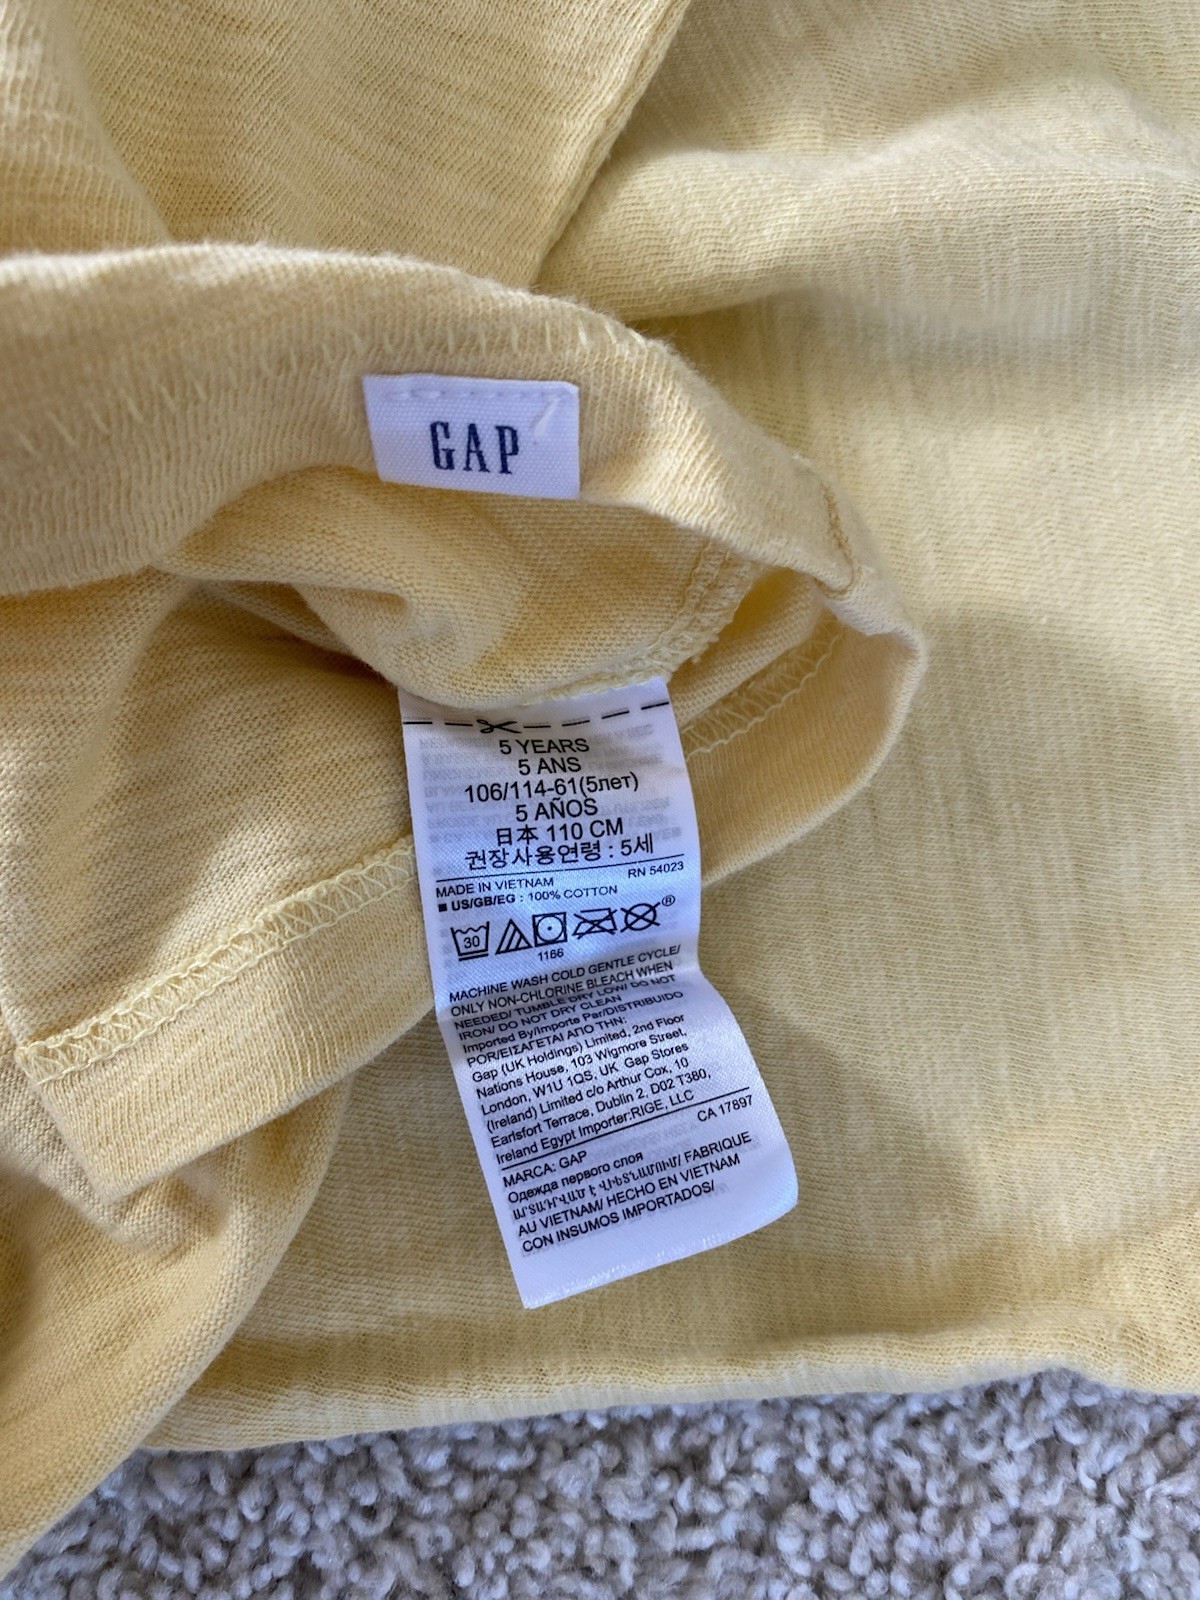 GAP
5 YEARS
5 ANS
106/114-61(5лет)
5 AÑOS
日本 110 CM
권장사용연령 : 5세
MADE IN VIETNAM RN 54023
■ US/GB/EG : 100% COTTON
30 ®
1166
MACHINE WASH COLD GENTLE CYCLE/
ONLY NON-CHLORINE BLEACH WHEN
NEEDED/ TUMBLE DRY LOW/ DO NOT
IRON/ DO NOT DRY CLEAN
Imported By/Importe Par/DISTRIBUIDO
POR/ΕΙΣΑΓΕΤΑΙ ΑΠΟ ΤΗΝ:
Gap (UK Holdings) Limited, 2nd Floor
Nations House, 103 Wigmore Street,
London, W1U 1QS, UK Gap Stores
(Ireland) Limited c/o Arthur Cox, 10
Earlsfort Terrace, Dublin 2, D02 T380,
Ireland Egypt Importer:RIGE, LLC
CA 17897
MARCA: GAP
Одежда первого слоя
ՎԻԵՏՆԱՄՈՒՄ/ FABRIQUE
AU VIETNAM/ HECHO EN VIETNAM
CON INSUMOS IMPORTADOS/